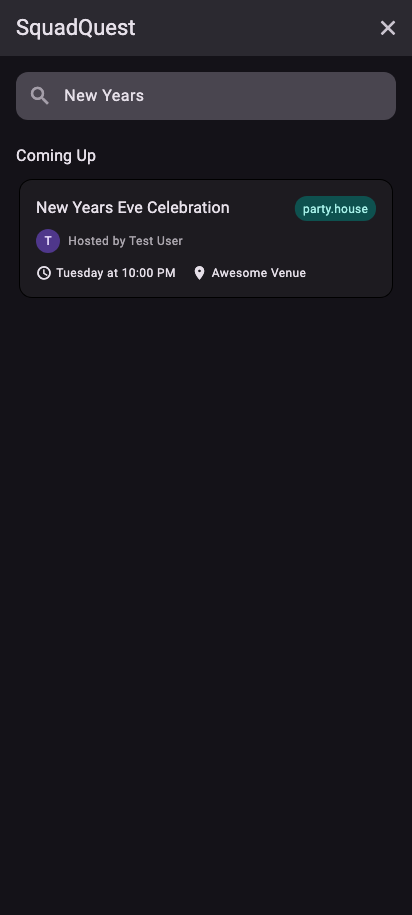 SquadQuest
New Years
Coming Up
New Years Eve Celebration
party.house
T
Hosted by Test User
Tuesday at 10:00 PM
Awesome Venue